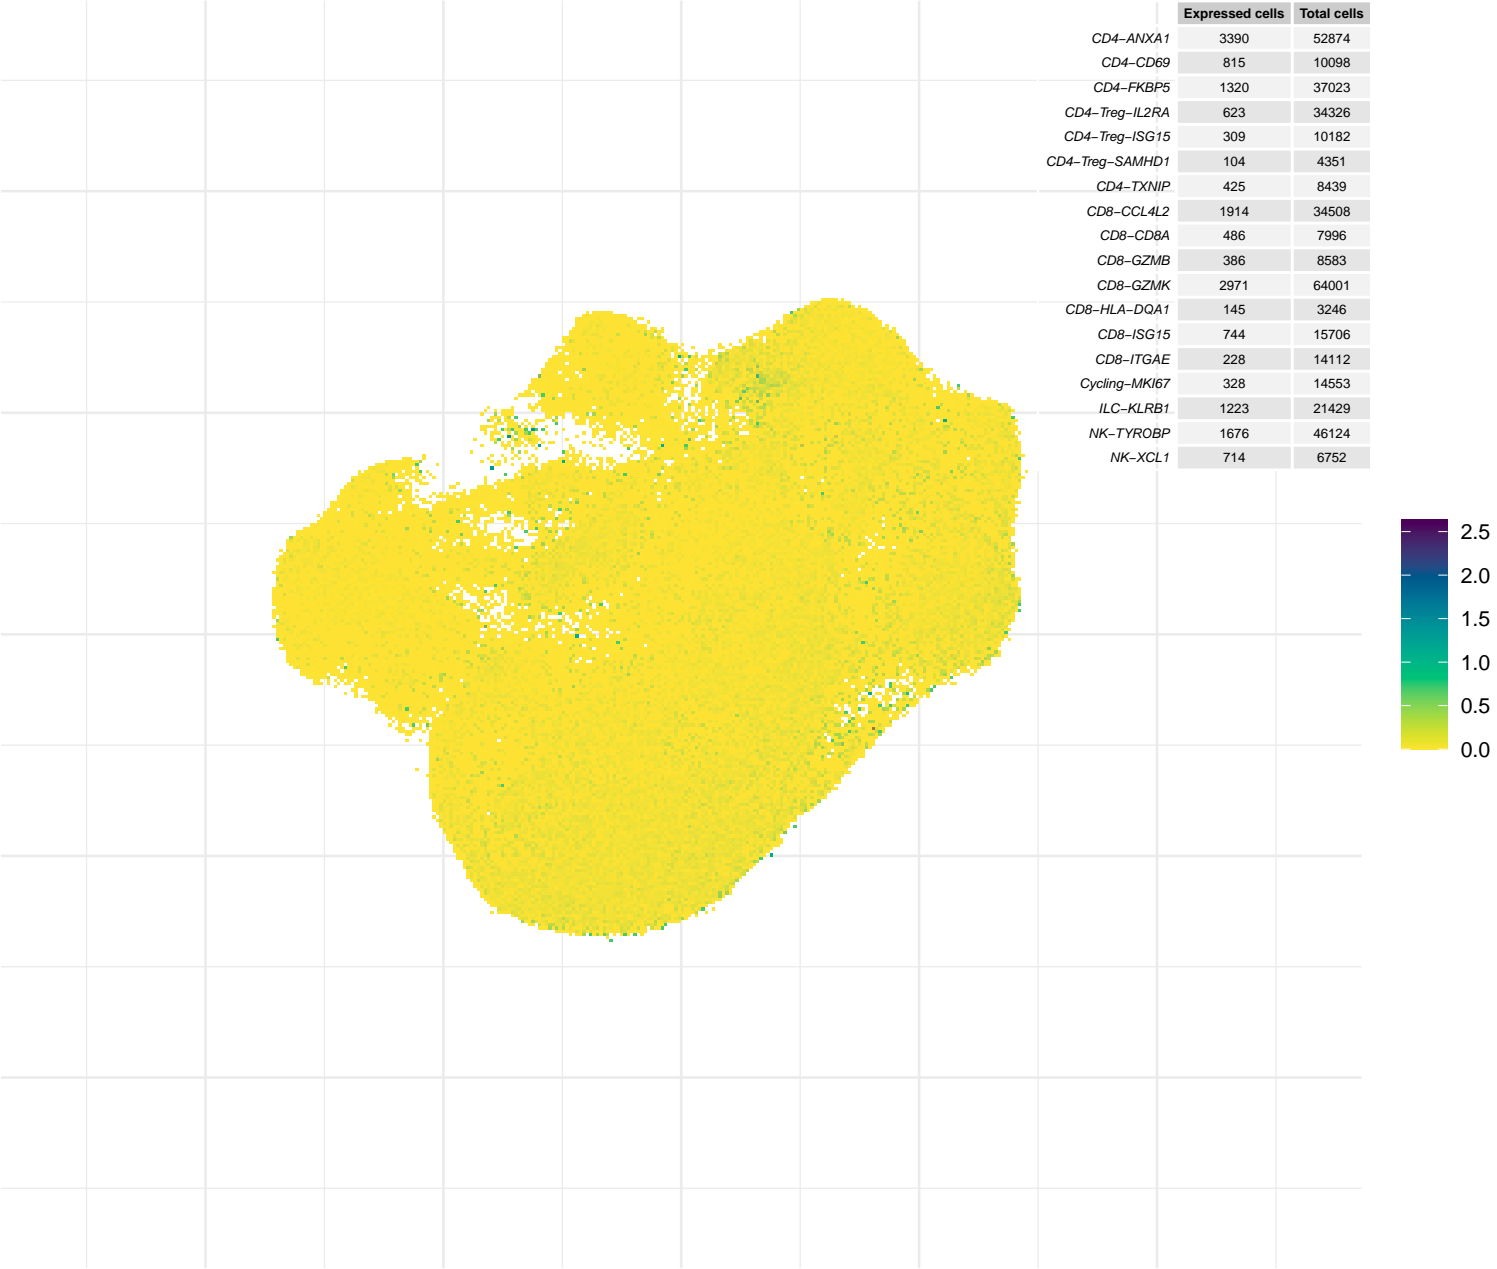 Expressed cells Total cells
CD4−ANXA1 3390 52874
CD4−CD69 815 10098
CD4−FKBP5 1320 37023
CD4−Treg−IL2RA 623 34326
CD4−Treg−ISG15 309 10182
CD4−Treg−SAMHD1 104 4351
CD4−TXNIP 425 8439
CD8−CCL4L2 1914 34508
CD8−CD8A 486 7996
CD8−GZMB 386 8583
CD8−GZMK 2971 64001
CD8−HLA−DQA1 145 3246
CD8−ISG15 744 15706
CD8−ITGAE 228 14112
Cycling−MKI67 328 14553
ILC−KLRB1 1223 21429
NK−TYROBP 1676 46124
NK−XCL1 714 6752
2.5
2.0
1.5
1.0
0.5
0.0